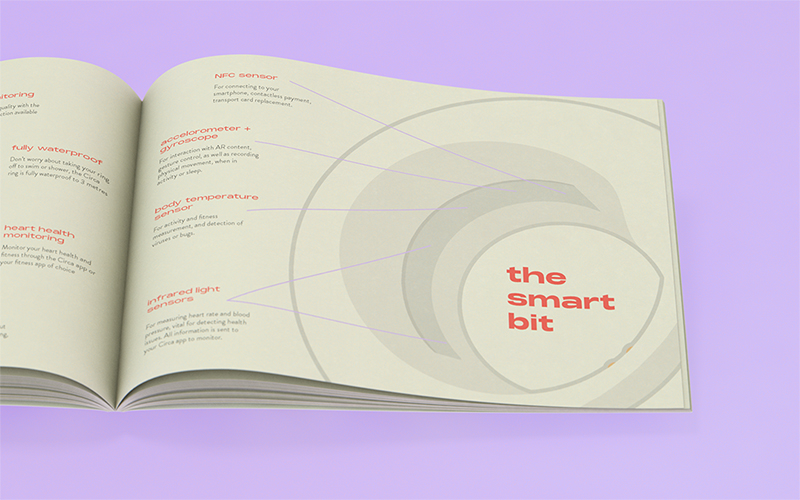 itoring
quality with the
ction available
fully waterproof
Don't worry about taking your ring
off to swim or shower, the Circa
ring is fully waterproof to 3 metres
heart health
monitoring
Monitor your heart health and
fitness through the Circa app or
your fitness app of choice
ut
ng.
NFC sensor
For connecting to your
smartphone, contactless payment,
transport card replacement.
accelorometer +
gyroscope
For interaction with AR content,
gesture control, as well as recording
physical movement, when in
activity or sleep.
body temperature
sensor
For activity and fitness
measurement, and detection of
viruses or bugs.
infrared light
sensors
For measuring heart rate and blood
pressure, vital for detecting health
issues. All information is sent to
your Circa app to monitor.
the
smart
bit